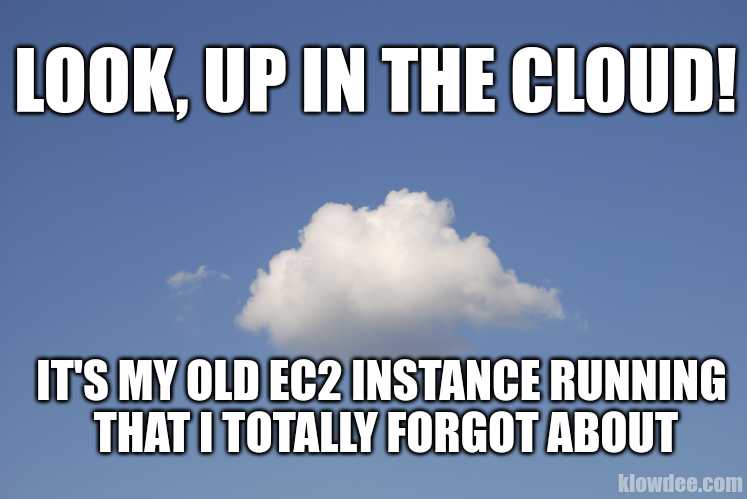 LOOK, UP IN THE CLOUD!
IT'S MY OLD EC2 INSTANCE RUNNING
THAT I TOTALLY FORGOT ABOUT
klowdee.com